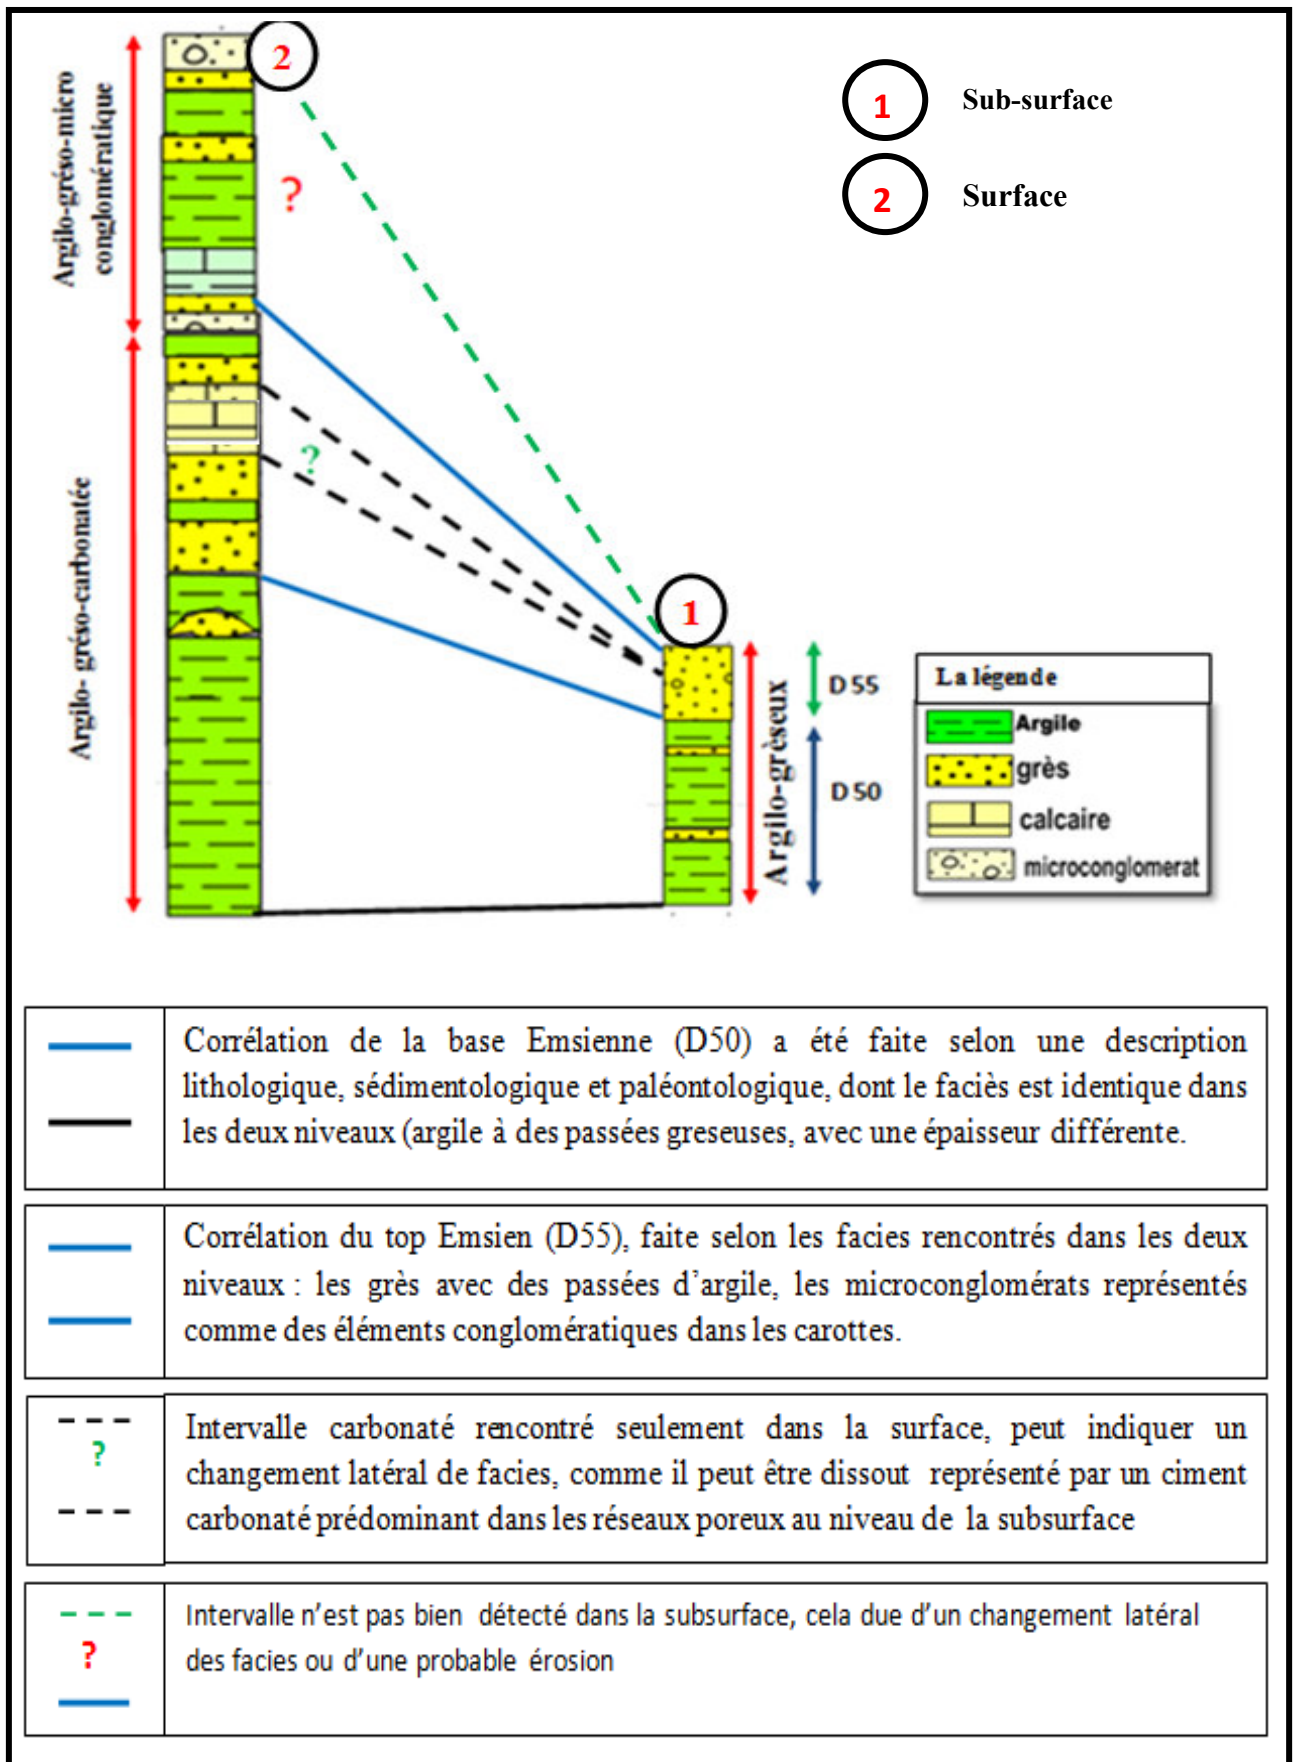 2
1
Sub-surface
2
Surface
Argilo-gréso-micro
conglomératique
?
?
Argilo- gréso-carbonatée
1
Argilo-grèseux
D 55
D 50
La légende
Argile
grès
calcaire
microconglomerat
Corrélation de la base Emsienne (D50) a été faite selon une description
lithologique, sédimentologique et paléontologique, dont le faciès est identique dans
les deux niveaux (argile à des passées greseuses, avec une épaisseur différente.
Corrélation du top Emsien (D55), faite selon les facies rencontrés dans les deux
niveaux : les grès avec des passées d'argile, les microconglomérats représentés
comme des éléments conglomératiques dans les carottes.
?
Intervalle carbonaté rencontré seulement dans la surface, peut indiquer un
changement latéral de facies, comme il peut être dissout représenté par un ciment
carbonaté prédominant dans les réseaux poreux au niveau de la subsurface
?
Intervalle n'est pas bien détecté dans la subsurface, cela due d'un changement latéral
des facies ou d'une probable érosion